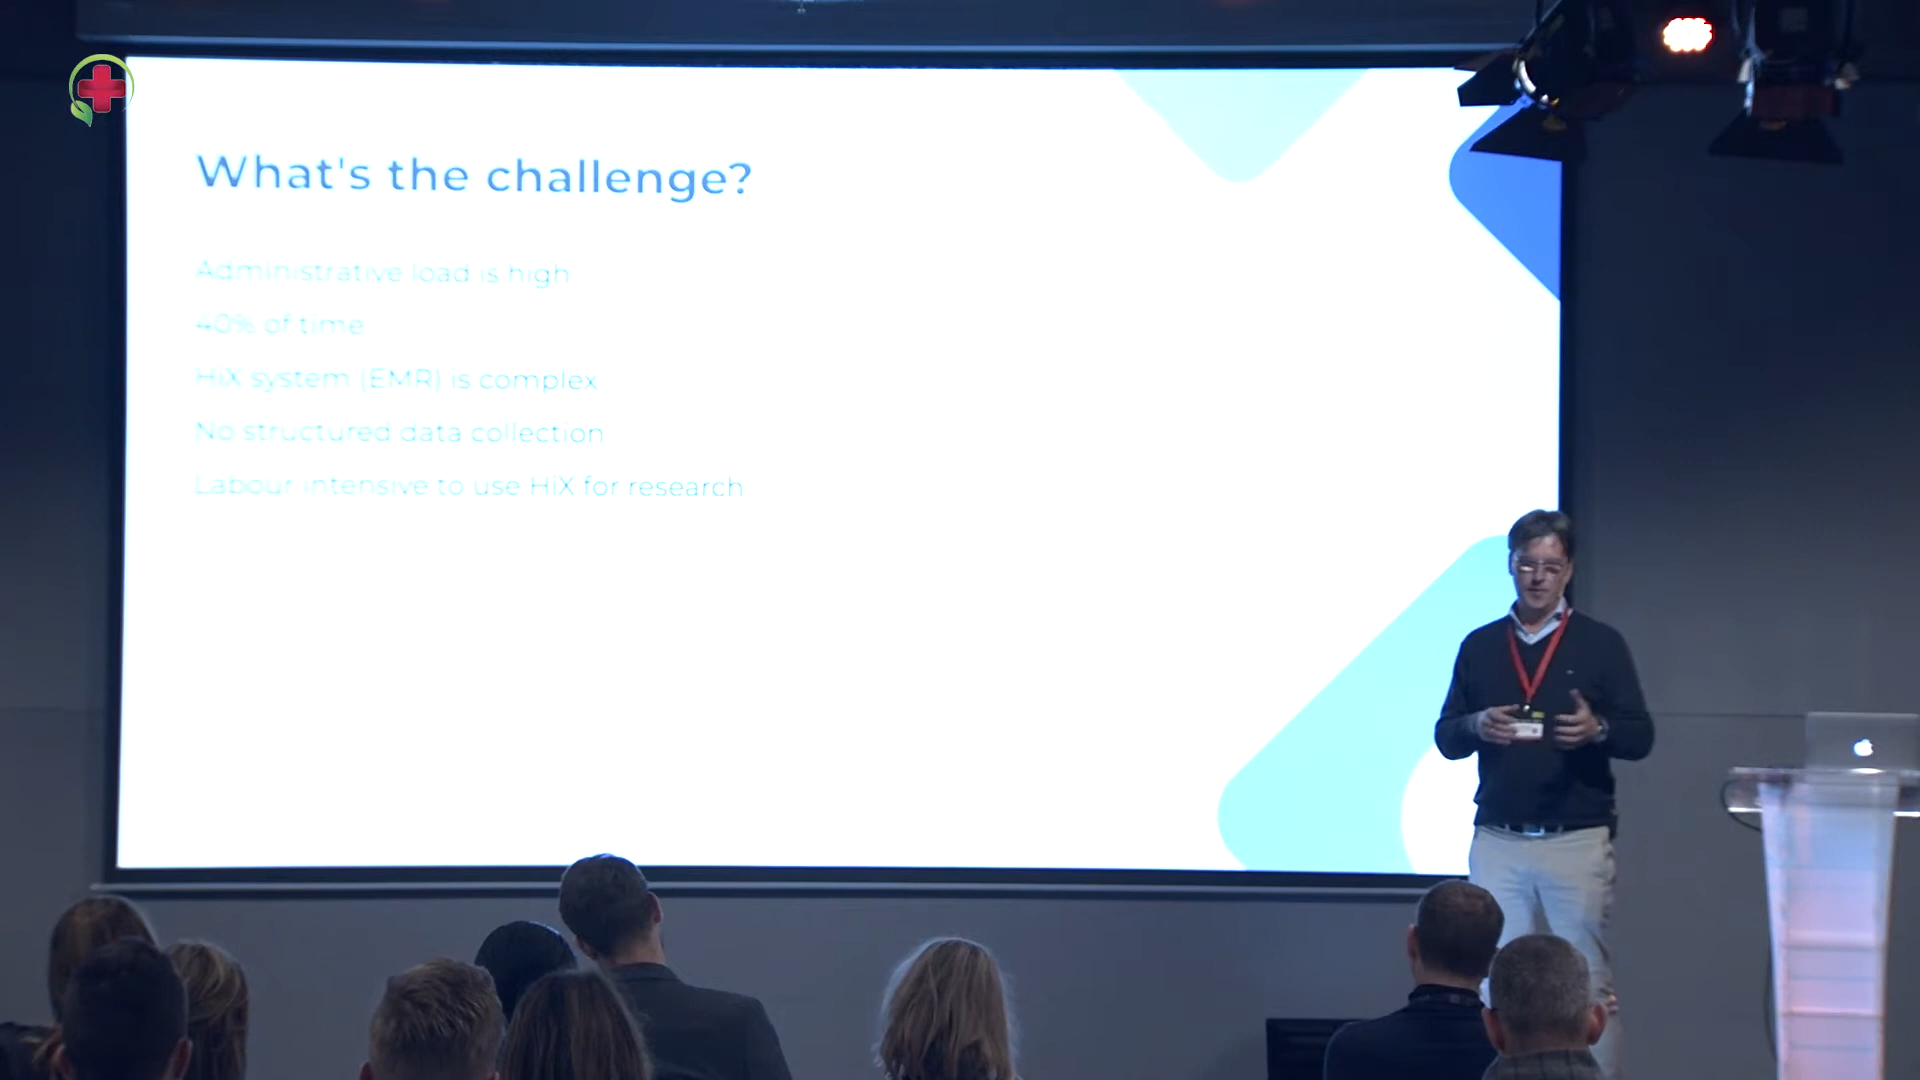 What's the challenge?
Administrative load is high
40% of time
HiX system (EMR) is complex
No structured data collection
Labour intensive to use HiX for research